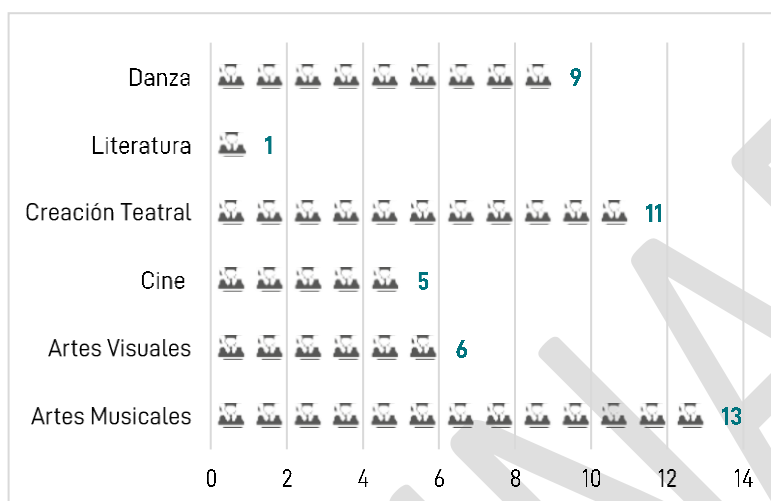 Danza 9
Literatura 1
Creación Teatral 11
Cine 5
Artes Visuales 6
Artes Musicales 13
0 2 4 6 8 10 12 14